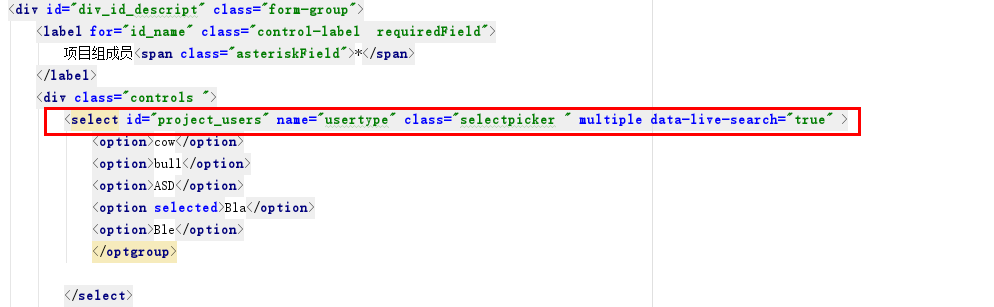 <div id="div_id_descript" class="form-group">
<label for="id_name" class="control-label  requiredField">
项目组成员<span class="asteriskField">*</span>
</label>
<div class="controls ">
<select id="project_users" name="usertype" class="selectpicker " multiple data-live-search="true" >
<option>cow</option>
<option>bull</option>
<option>ASD</option>
<option selected>Bla</option>
<option>Ble</option>
</optgroup>
</select>